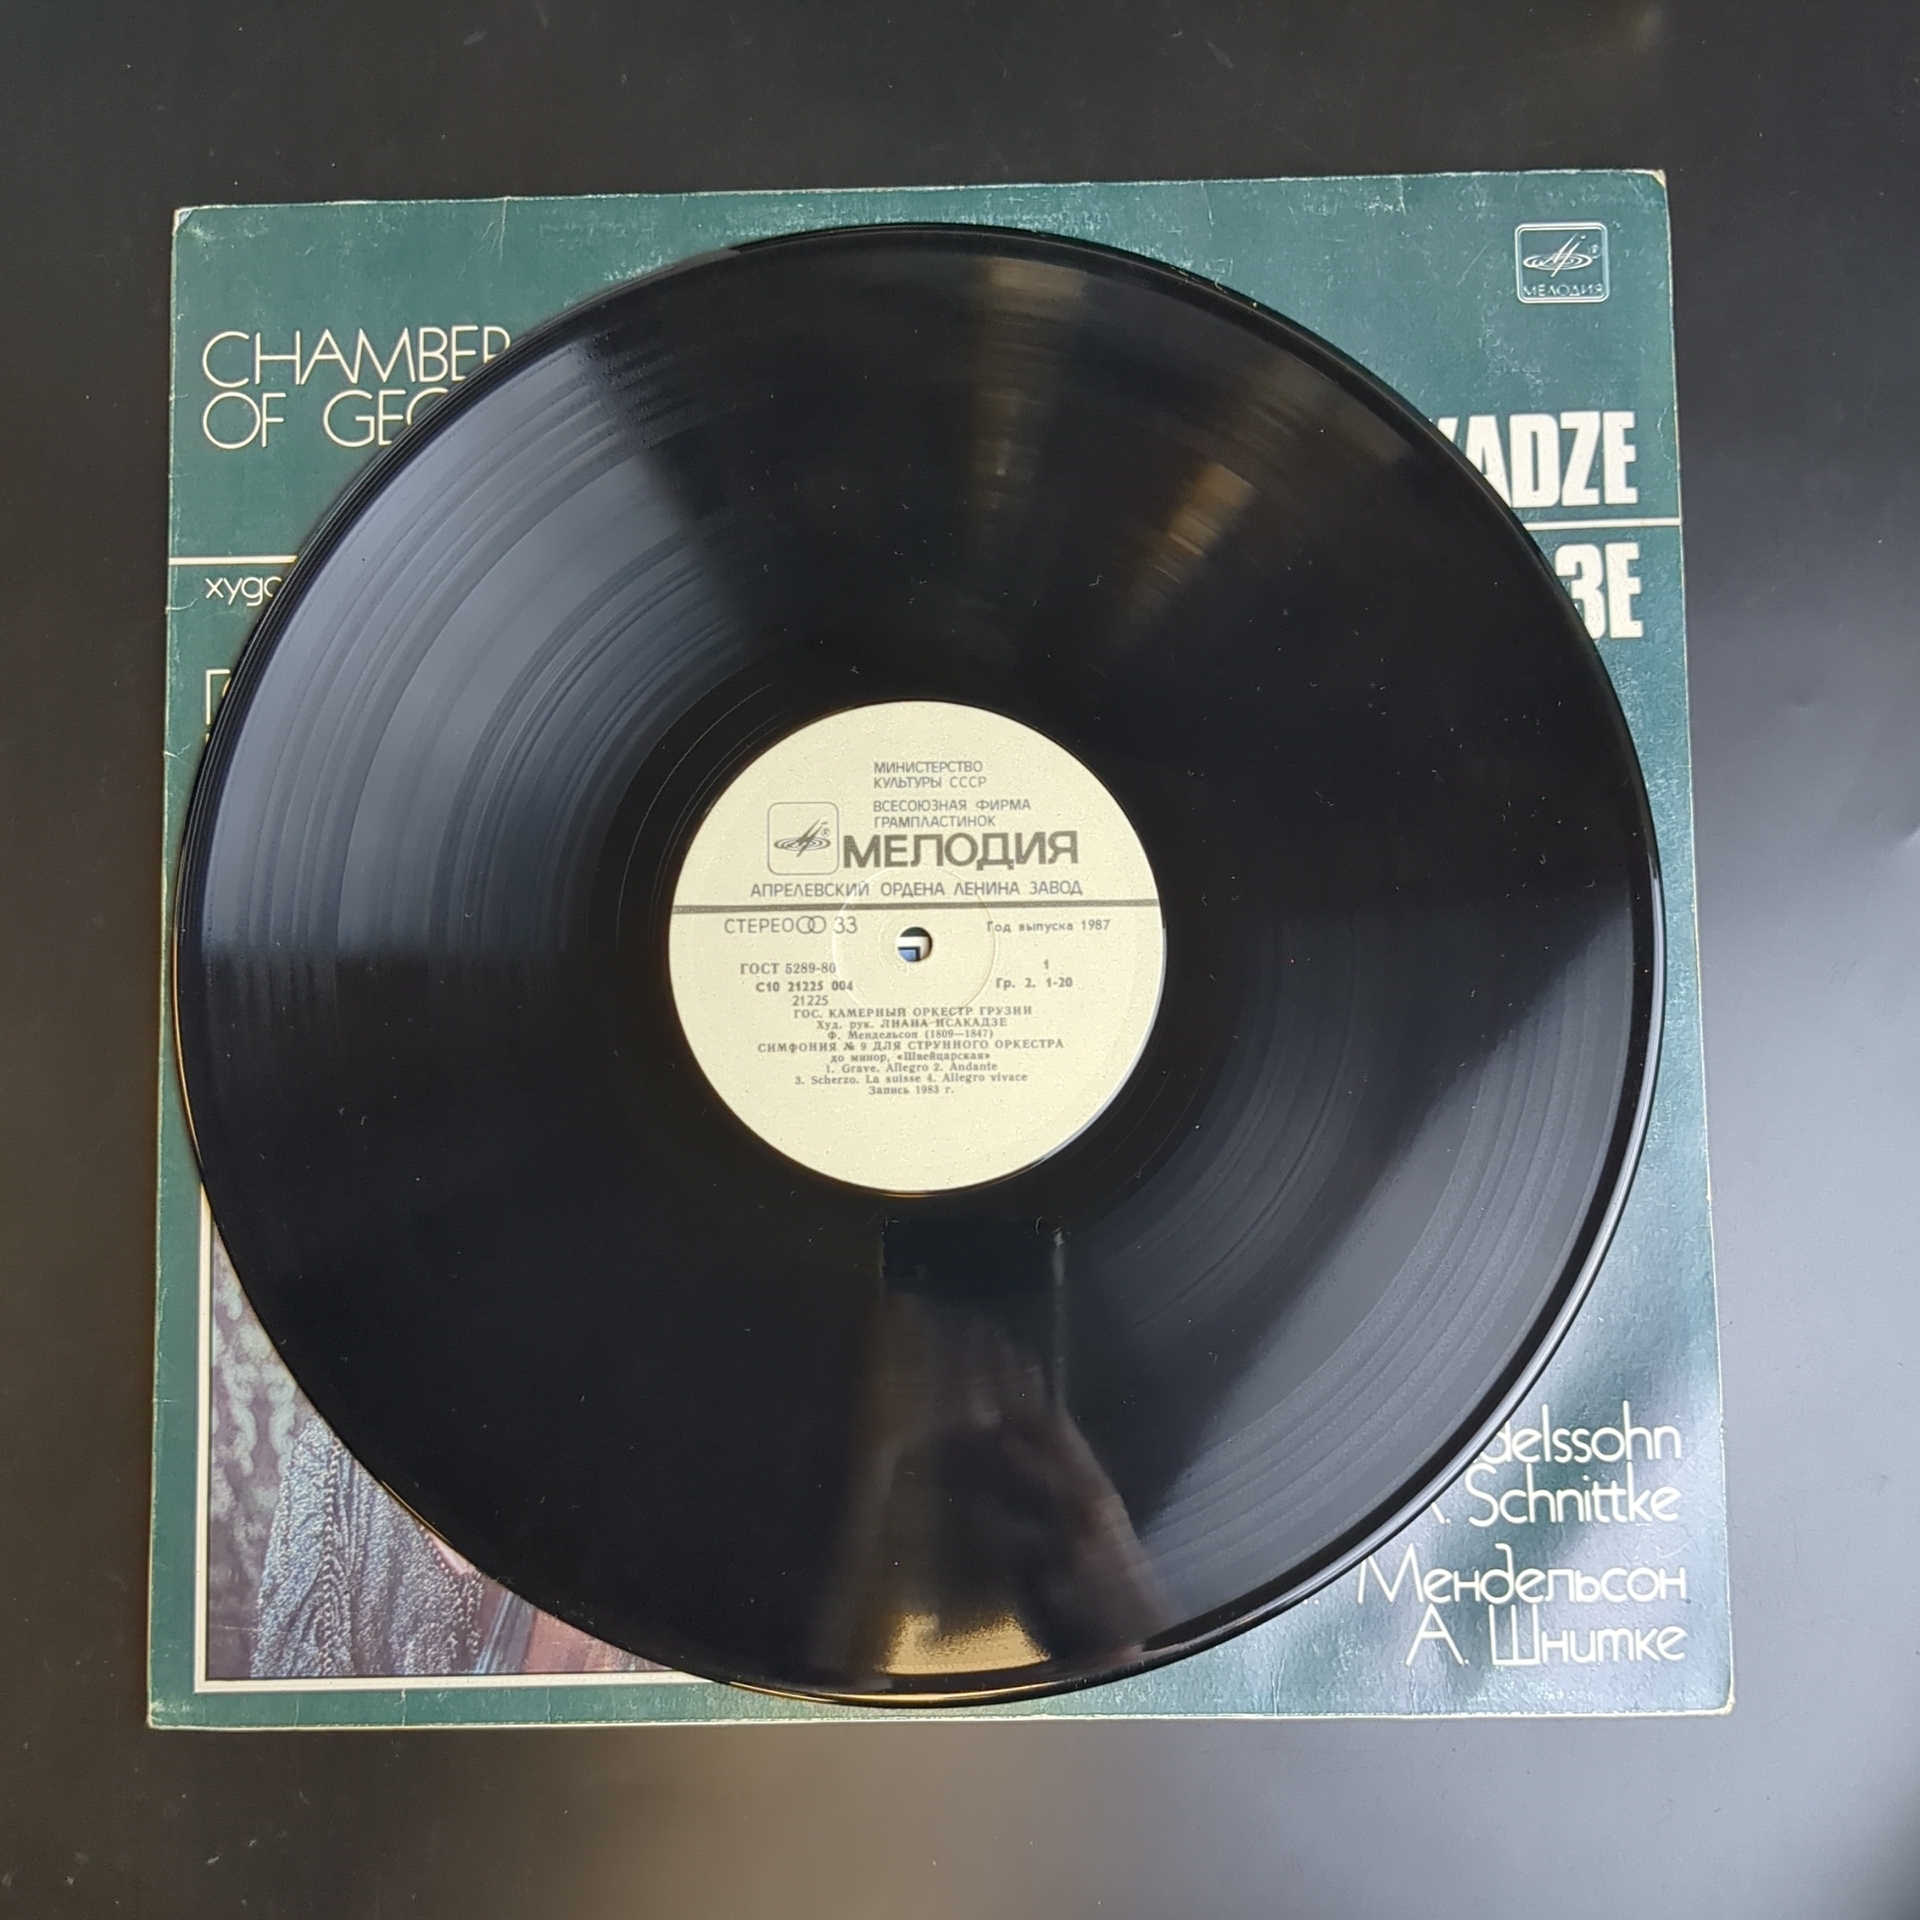 МЕЛОДИЯ
CHAMBER
OF GEO
KADZE
худо
ЗЕ
МИНИСТЕРСТВО
КУЛЬТУРЫ СССР
ВСЕСОЮЗНАЯ ФИРМА
ГРАМПЛАСТИНОК
МЕЛОДИЯ
АПРЕЛЕВСКИЙ ОРДЕНА ЛЕНИНА ЗАВОД
СТЕРЕО 33
Год выпуска 1987
ГОСТ 5289-80
1
С10 21225 004
Гр. 2. 1-20
21225
ГОС. КАМЕРНЫЙ ОРКЕСТР ГРУЗИИ
Худ. рук. ЛИАНА ИСАКАДЗЕ
Ф. Мендельсон (1809—1847)
СИМФОНИЯ № 9 ДЛЯ СТРУННОГО ОРКЕСТРА
до минор, «Швейцарская»
1. Grave. Allegro 2. Andante
3. Scherzo. La suisse 4. Allegro vivace
Запись 1983 г.
delssohn
A. Schnittke
Мендельсон
А. Шнитке